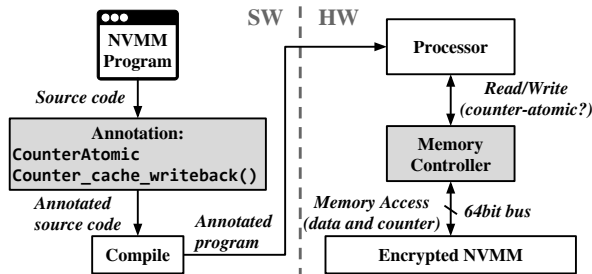 SW
HW
NVMM
Program
Source code
Annotation:
CounterAtomic
Counter_cache_writeback()
Annotated
source code
Compile
Annotated
program
Processor
Read/Write
(counter-atomic?)
Memory
Controller
Memory Access
(data and counter)
64bit bus
Encrypted NVMM